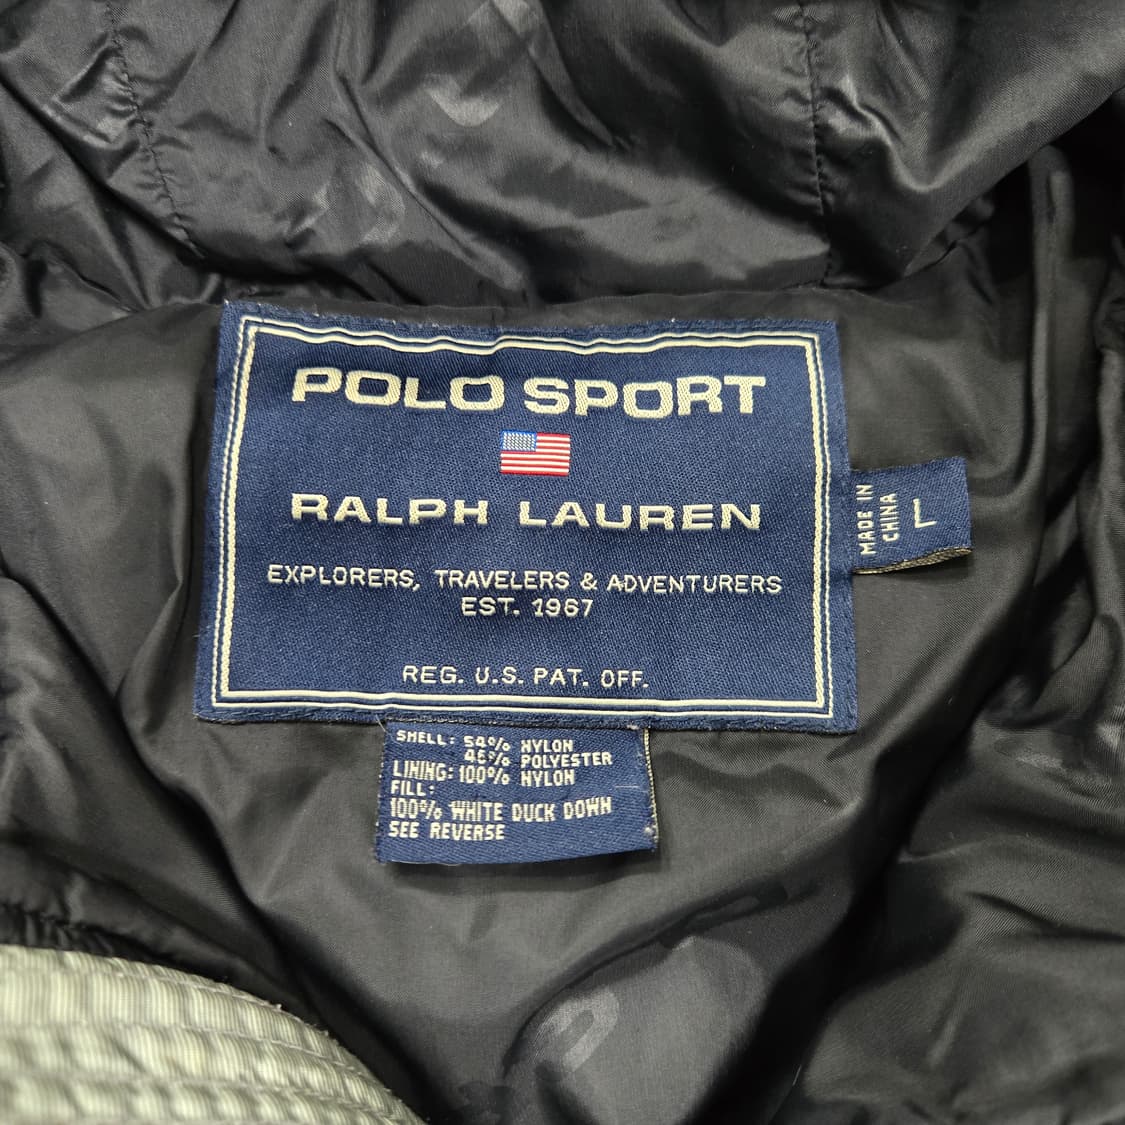 POLO SPORT
RALPH LAUREN
EXPLORERS, TRAVELERS & ADVENTURERS
EST. 1967
REG. U.S. PAT. OFF.
MADE IN
CHINA
L
SHELL: 54% NYLON
46% POLYESTER
LINING: 100% NYLON
FILL:
100% WHITE DUCK DOWN
SEE REVERSE